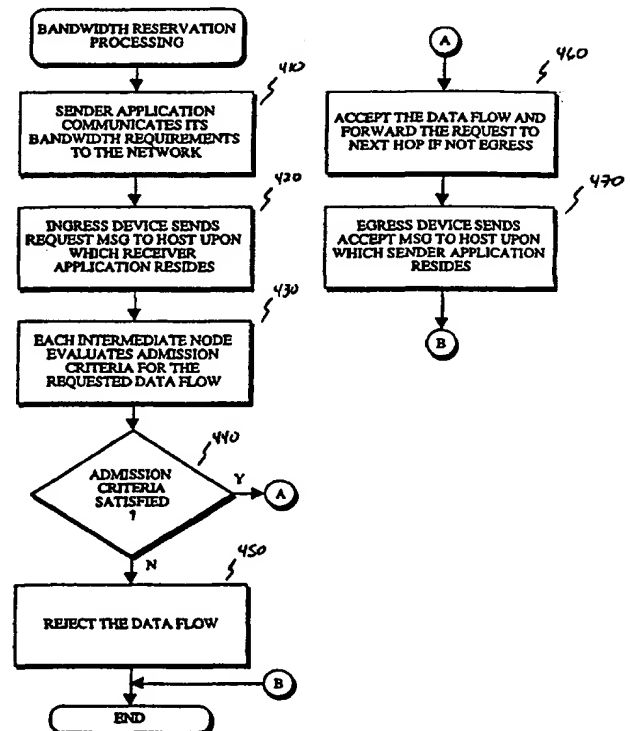 BANDWIDTH RESERVATION
PROCESSING
410
SENDER APPLICATION
COMMUNICATES ITS
BANDWIDTH REQUIREMENTS
TO THE NETWORK
420
INGRESS DEVICE SENDS
REQUEST MSG TO HOST UPON
WHICH RECEIVER
APPLICATION RESIDES
430
EACH INTERMEDIATE NODE
EVALUATES ADMISSION
CRITERIA FOR THE
REQUESTED DATA FLOW
440
ADMISSION
CRITERIA
SATISFIED
?
Y
A
N
450
REJECT THE DATA FLOW
B
END
A
460
ACCEPT THE DATA FLOW AND
FORWARD THE REQUEST TO
NEXT HOP IF NOT EGRESS
470
EGRESS DEVICE SENDS
ACCEPT MSG TO HOST UPON
WHICH SENDER APPLICATION
RESIDES
B